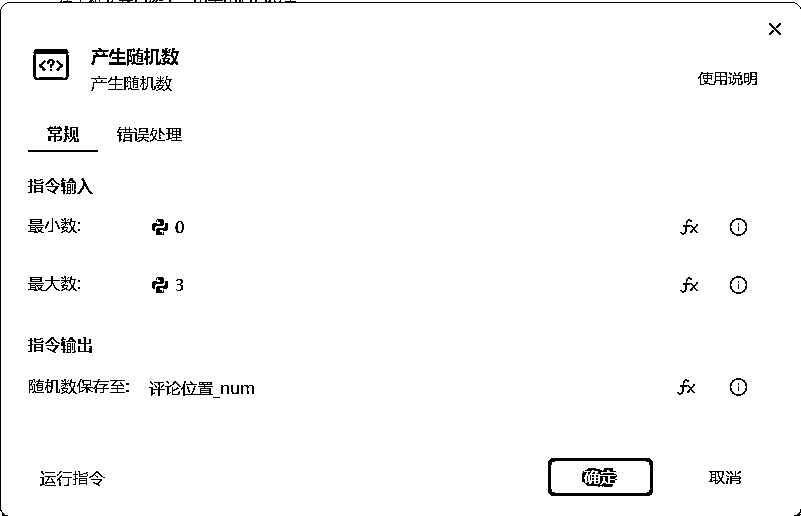 产生随机数
产生随机数
使用说明
常规 错误处理
指令输入
最小数: 0
最大数: 3
指令输出
随机数保存至: 评论位置_num
运行指令 确定 取消